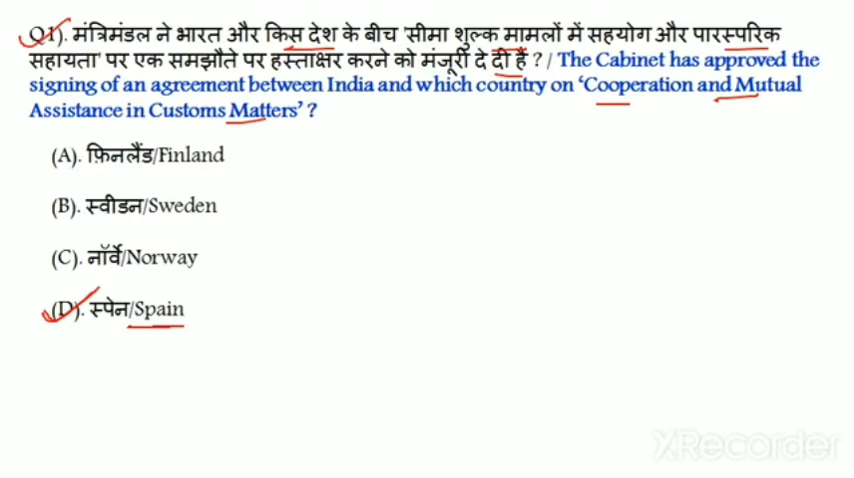 Q1). मंत्रिमंडल ने भारत और किस देश के बीच 'सीमा शुल्क मामलों में सहयोग और पारस्परिक
सहायता' पर एक समझौते पर हस्ताक्षर करने को मंजूरी दे दी है ? / The Cabinet has approved the
signing of an agreement between India and which country on ‘Cooperation and Mutual
Assistance in Customs Matters’ ?
(A). फ़िनलैंड/Finland
(B). स्वीडन/Sweden
(C). नॉर्वे/Norway
(D). स्पेन/Spain
XRecorder